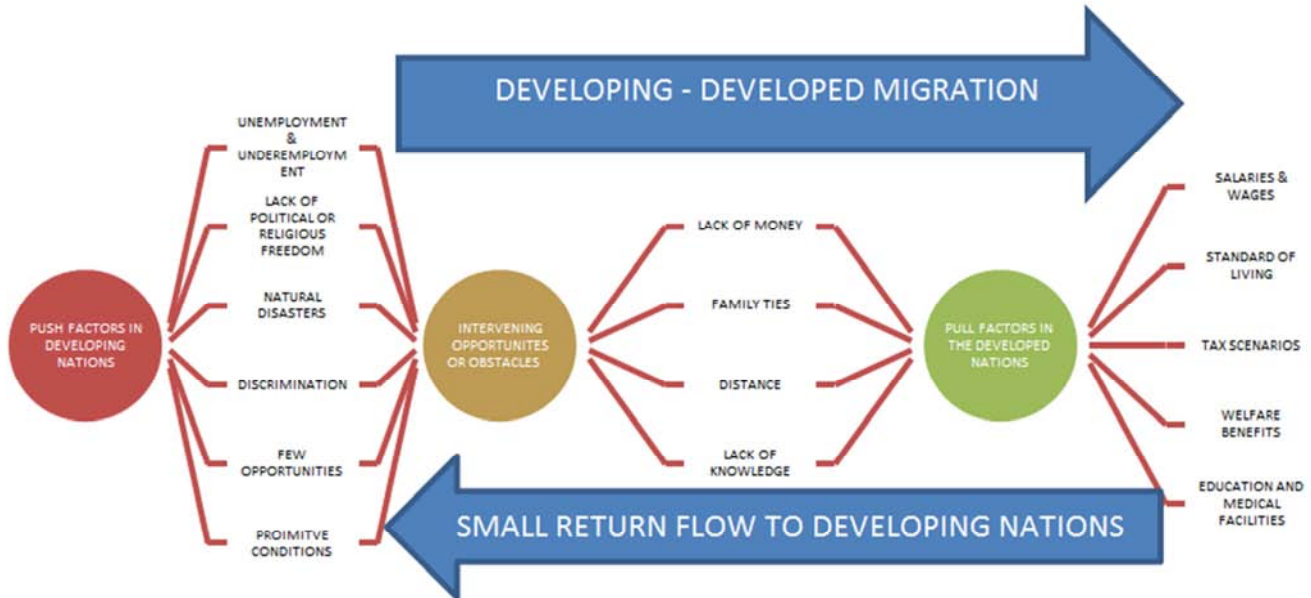 DEVELOPING - DEVELOPED MIGRATION
UNEMPLOYMENT
&
UNDEREMPLOYM
ENT
LACK OF
POLITICAL OR
RELIGIOUS
FREEDOM
NATURAL
DISASTERS
DISCRIMINATION
FEW
OPPORTUNITIES
PROIMITVE
CONDITIONS
PUSH FACTORS IN
DEVELOPING
NATIONS
INTERVENING
OPPORTUNITES
OR OBSTACLES
LACK OF MONEY
FAMILY TIES
DISTANCE
LACK OF
KNOWLEDGE
PULL FACTORS IN
THE DEVELOPED
NATIONS
SALARIES &
WAGES
STANDARD OF
LIVING
TAX SCENARIOS
WELFARE
BENEFITS
EDUCATION AND
MEDICAL
FACILITIES
SMALL RETURN FLOW TO DEVELOPING NATIONS